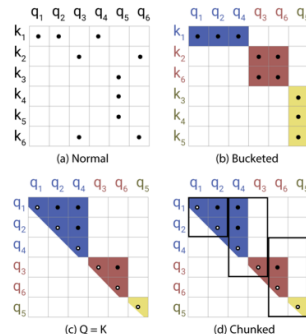 q1 q2 q3 q4 q5 q6
k1
k2
k3
k4
k5
k6
(a) Normal
q1 q2 q4 q3 q6
k1
k2
k6
k3
k4
k5
(b) Bucketed
q1 q2 q4 q3 q6 q5
q1
q2
q4
q3
q6
q5
(c) Q = K
q1 q2 q4 q3 q6 q5
q1
q2
q4
q3
q6
q5
(d) Chunked